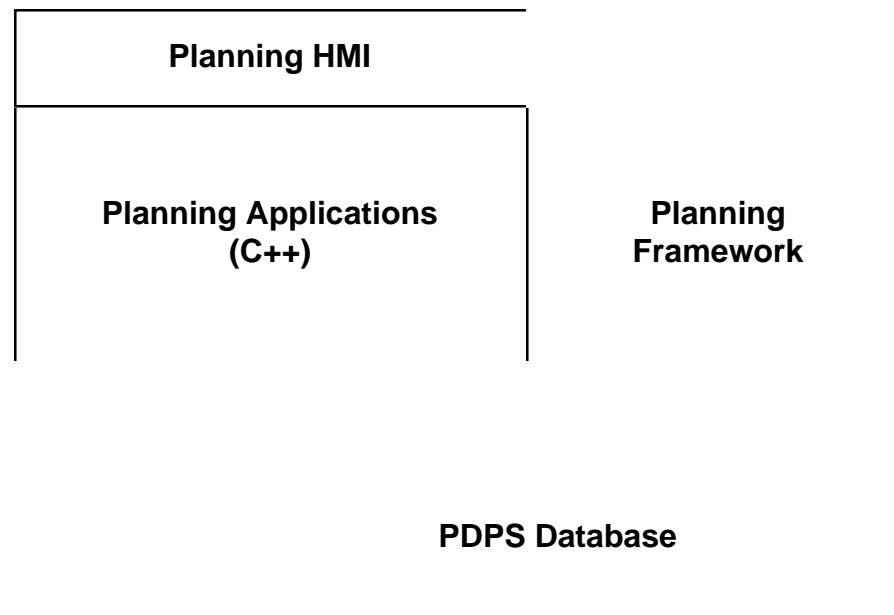 Planning HMI
Planning Applications
(C++)
Planning
Framework
PDPS Database